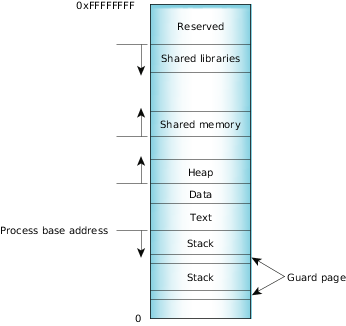 0xFFFFFFFF
Reserved
Shared libraries
Shared memory
Heap
Data
Text
Process base address
Stack
Stack
Guard page
0